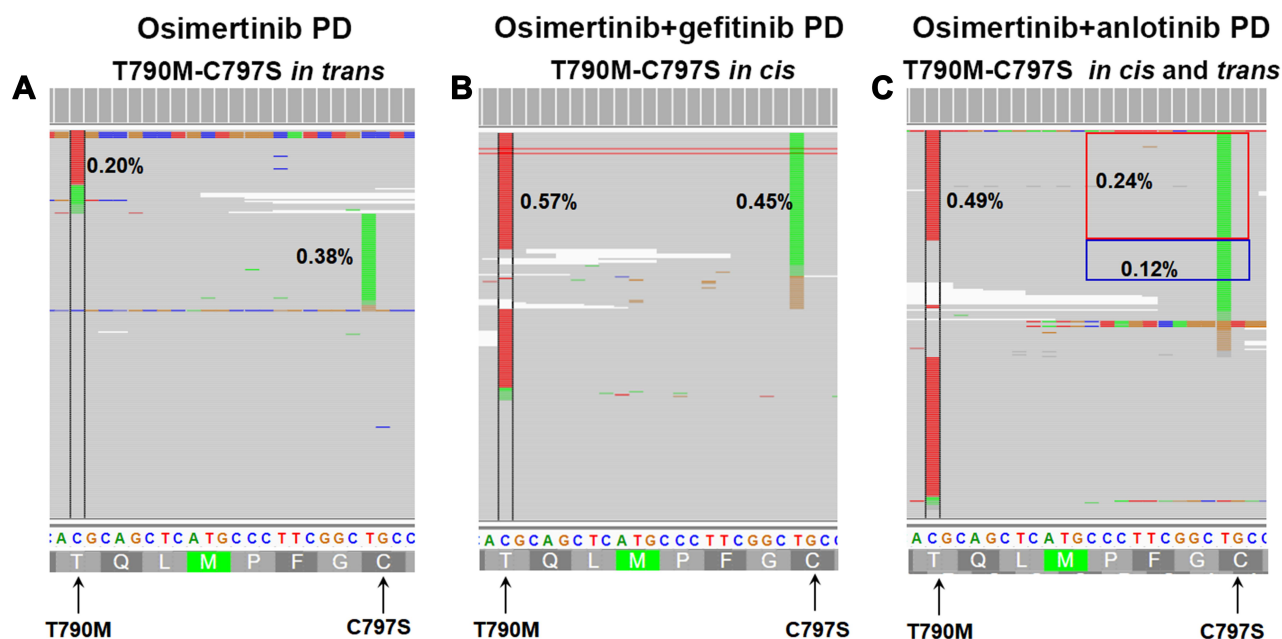 Osimertinib PD
T790M-C797S in trans
A
0.20%
0.38%
ACGCAGCTCATGCCCTTCGGCTGCC
T Q L M P F G C
T790M
C797S
Osimertinib+gefitinib PD
T790M-C797S in cis
B
0.57%
0.45%
ACGCAGCTCATGCCCTTCGGCTGC
T Q L M P F G C
T790M
C797S
Osimertinib+anlotinib PD
T790M-C797S in cis and trans
C
0.49%
0.24%
0.12%
ACGCAGCTCATGCCCTTCGGCTGCC
T Q L M P F G C
T790M
C797S